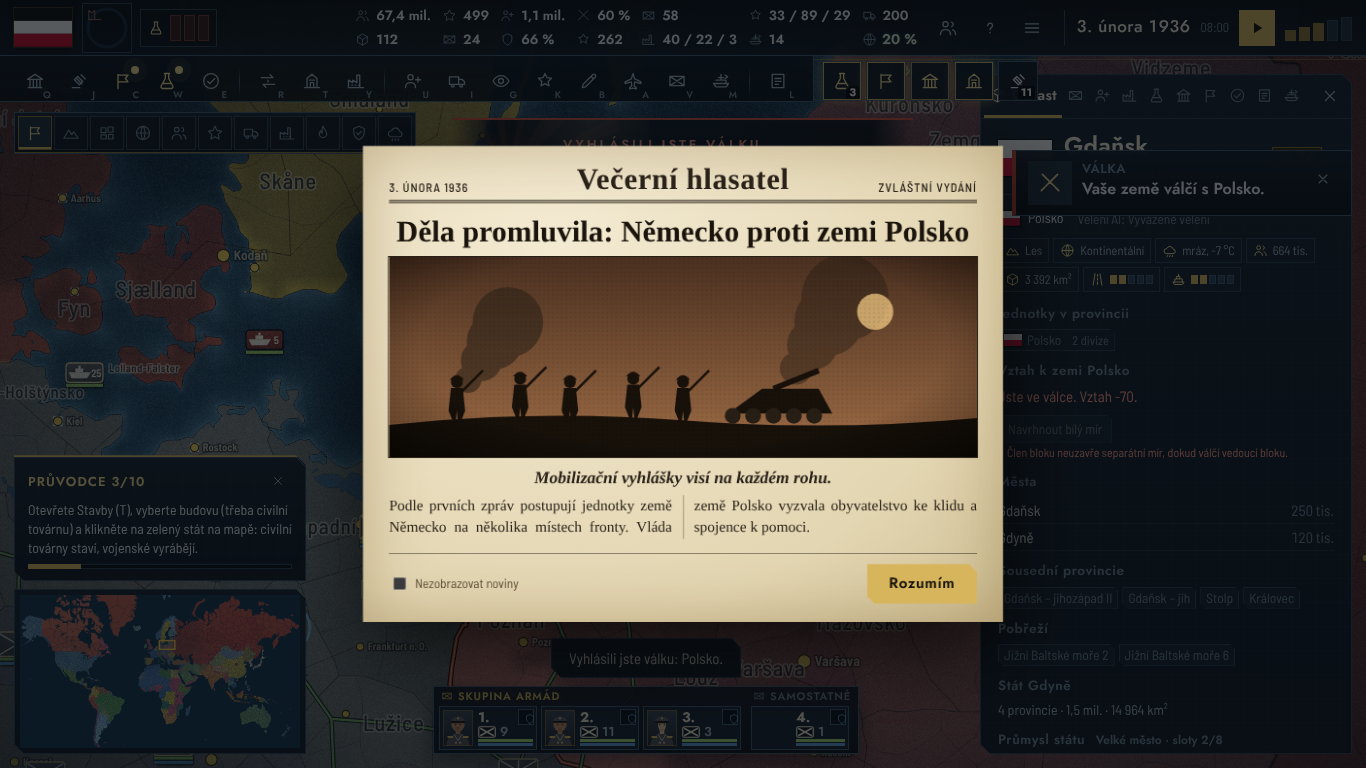 67,4 mil. 499 1,1 mil. 60 % 58 33 / 89 / 29 200
112 24 66 % 262 40 / 22 / 3 14 20 %
3. února 1936 08:00
Q J C W E R T Y U I G K B A V M L
3 11
Vidzeme
Kuronsko
VYHLÁSILI JSTE VÁLKU
Skåne
Aarhus
Kodaň
Sjælland
Fyn
5
25
Lolland-Falster
Kiel
Rostock
Gdaňsk
VÁLKA
Vaše země válčí s Polsko.
Polsko Velení AI: Vyvážené velení
Les Kontinentální mráz, -7 °C 664 tis.
3 392 km²
Jednotky v provincii
Polsko 2 divize
Vztah k zemi Polsko
Jste ve válce. Vztah -70.
Navrhnout bílý mír
Člen bloku neuzavře separátní mír, dokud válčí vedoucí bloku.
Města
Gdaňsk 250 tis.
Gdyně 120 tis.
Sousední provincie
Gdaňsk – jihozápad II Gdaňsk – jih Stolp Královec
Pobřeží
Jižní Baltské moře 2 Jižní Baltské moře 6
Stát Gdyně
4 provincie · 1,5 mil. · 14 964 km²
Průmysl státu Velké město · sloty 2/8
3. ÚNORA 1936
Večerní hlasatel
ZVLÁŠTNÍ VYDÁNÍ
Děla promluvila: Německo proti zemi Polsko
Mobilizační vyhlášky visí na každém rohu.
Podle prvních zpráv postupují jednotky země
Německo na několika místech fronty. Vláda
země Polsko vyzvala obyvatelstvo ke klidu a
spojence k pomoci.
Nezobrazovat noviny
Rozumím
PRŮVODCE 3/10
Otevřete Stavby (T), vyberte budovu (třeba civilní
továrnu) a klikněte na zelený stát na mapě: civilní
továrny staví, vojenské vyrábějí.
Frankfurt n. O.
Lužice
Vyhlásili jste válku: Polsko.
Varšava
SKUPINA ARMÁD SAMOSTATNÉ
1. 9
2. 11
3. 3
4. 1